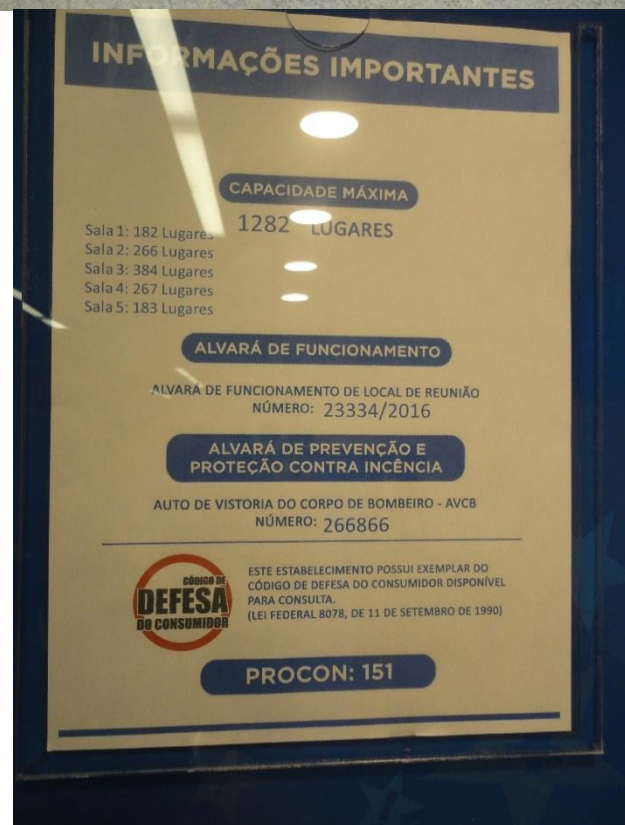 INFORMAÇÕES IMPORTANTES
CAPACIDADE MÁXIMA
1282 LUGARES
Sala 1: 182 Lugares
Sala 2: 266 Lugares
Sala 3: 384 Lugares
Sala 4: 267 Lugares
Sala 5: 183 Lugares
ALVARÁ DE FUNCIONAMENTO
ALVARÁ DE FUNCIONAMENTO DE LOCAL DE REUNIÃO
NÚMERO: 23334/2016
ALVARÁ DE PREVENÇÃO E
PROTEÇÃO CONTRA INCÊNCIA
AUTO DE VISTORIA DO CORPO DE BOMBEIRO - AVCB
NÚMERO: 266866
CÓDIGO DE
DEFESA
DO CONSUMIDOR
ESTE ESTABELECIMENTO POSSUI EXEMPLAR DO
CÓDIGO DE DEFESA DO CONSUMIDOR DISPONÍVEL
PARA CONSULTA.
(LEI FEDERAL 8078, DE 11 DE SETEMBRO DE 1990)
PROCON: 151